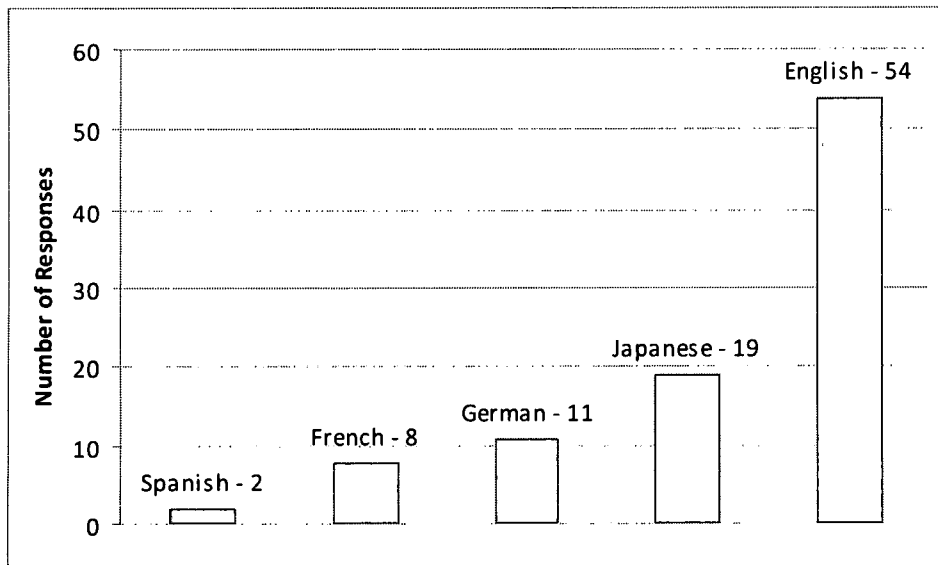 60
English - 54
50
40
30
Japanese - 19
20
German - 11
French - 8
10
Spanish - 2
0
Number of Responses